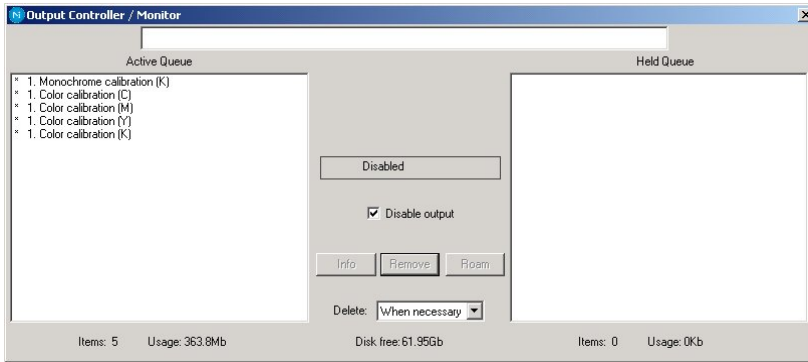 Output Controller / Monitor
Active Queue
Held Queue
* 1. Monochrome calibration (K)
* 1. Color calibration (C)
* 1. Color calibration (M)
* 1. Color calibration (Y)
* 1. Color calibration (K)
Disabled
Disable output
Info Remove Roam
Delete: When necessary
Items: 5 Usage: 363.8Mb
Disk free: 61.95Gb
Items: 0 Usage: 0Kb